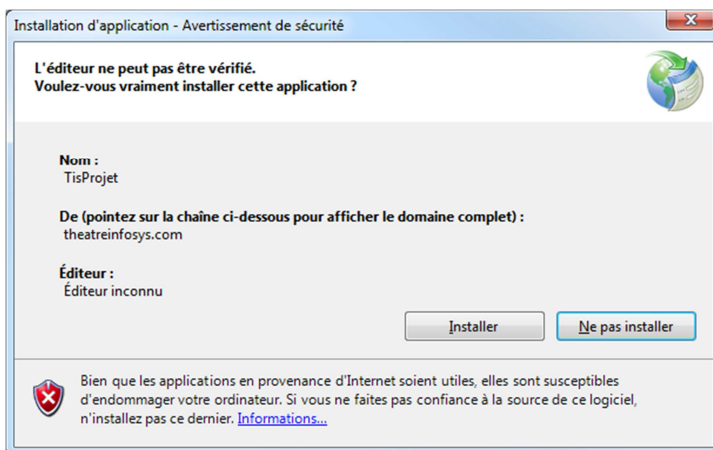 Installation d'application - Avertissement de sécurité
L'éditeur ne peut pas être vérifié.
Voulez-vous vraiment installer cette application ?
Nom :
TisProjet
De (pointez sur la chaîne ci-dessous pour afficher le domaine complet) :
theatreinfosys.com
Éditeur :
Éditeur inconnu
Installer
Ne pas installer
Bien que les applications en provenance d'Internet soient utiles, elles sont susceptibles
d'endommager votre ordinateur. Si vous ne faites pas confiance à la source de ce logiciel,
n'installez pas ce dernier. Informations...